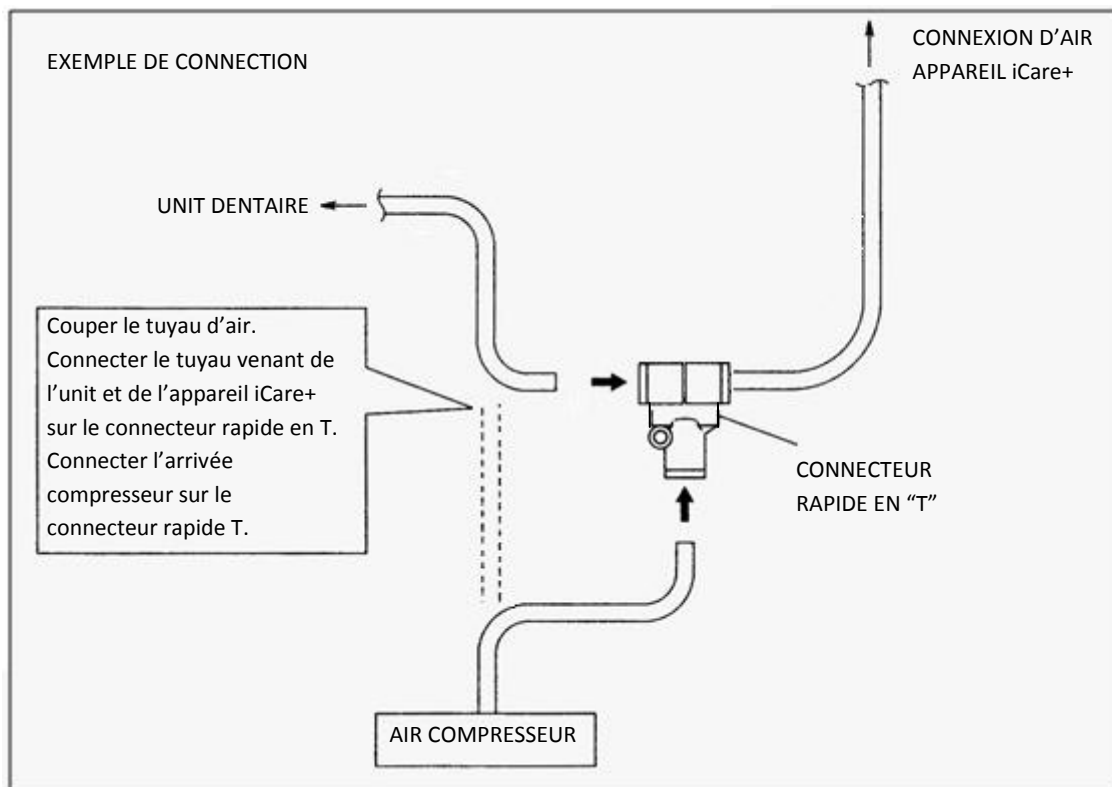 EXEMPLE DE CONNECTION
CONNEXION D’AIR
APPAREIL iCare+
UNIT DENTAIRE
Couper le tuyau d’air.
Connecter le tuyau venant de
l’unit et de l’appareil iCare+
sur le connecteur rapide en T.
Connecter l’arrivée
compresseur sur le
connecteur rapide T.
CONNECTEUR
RAPIDE EN “T”
AIR COMPRESSEUR